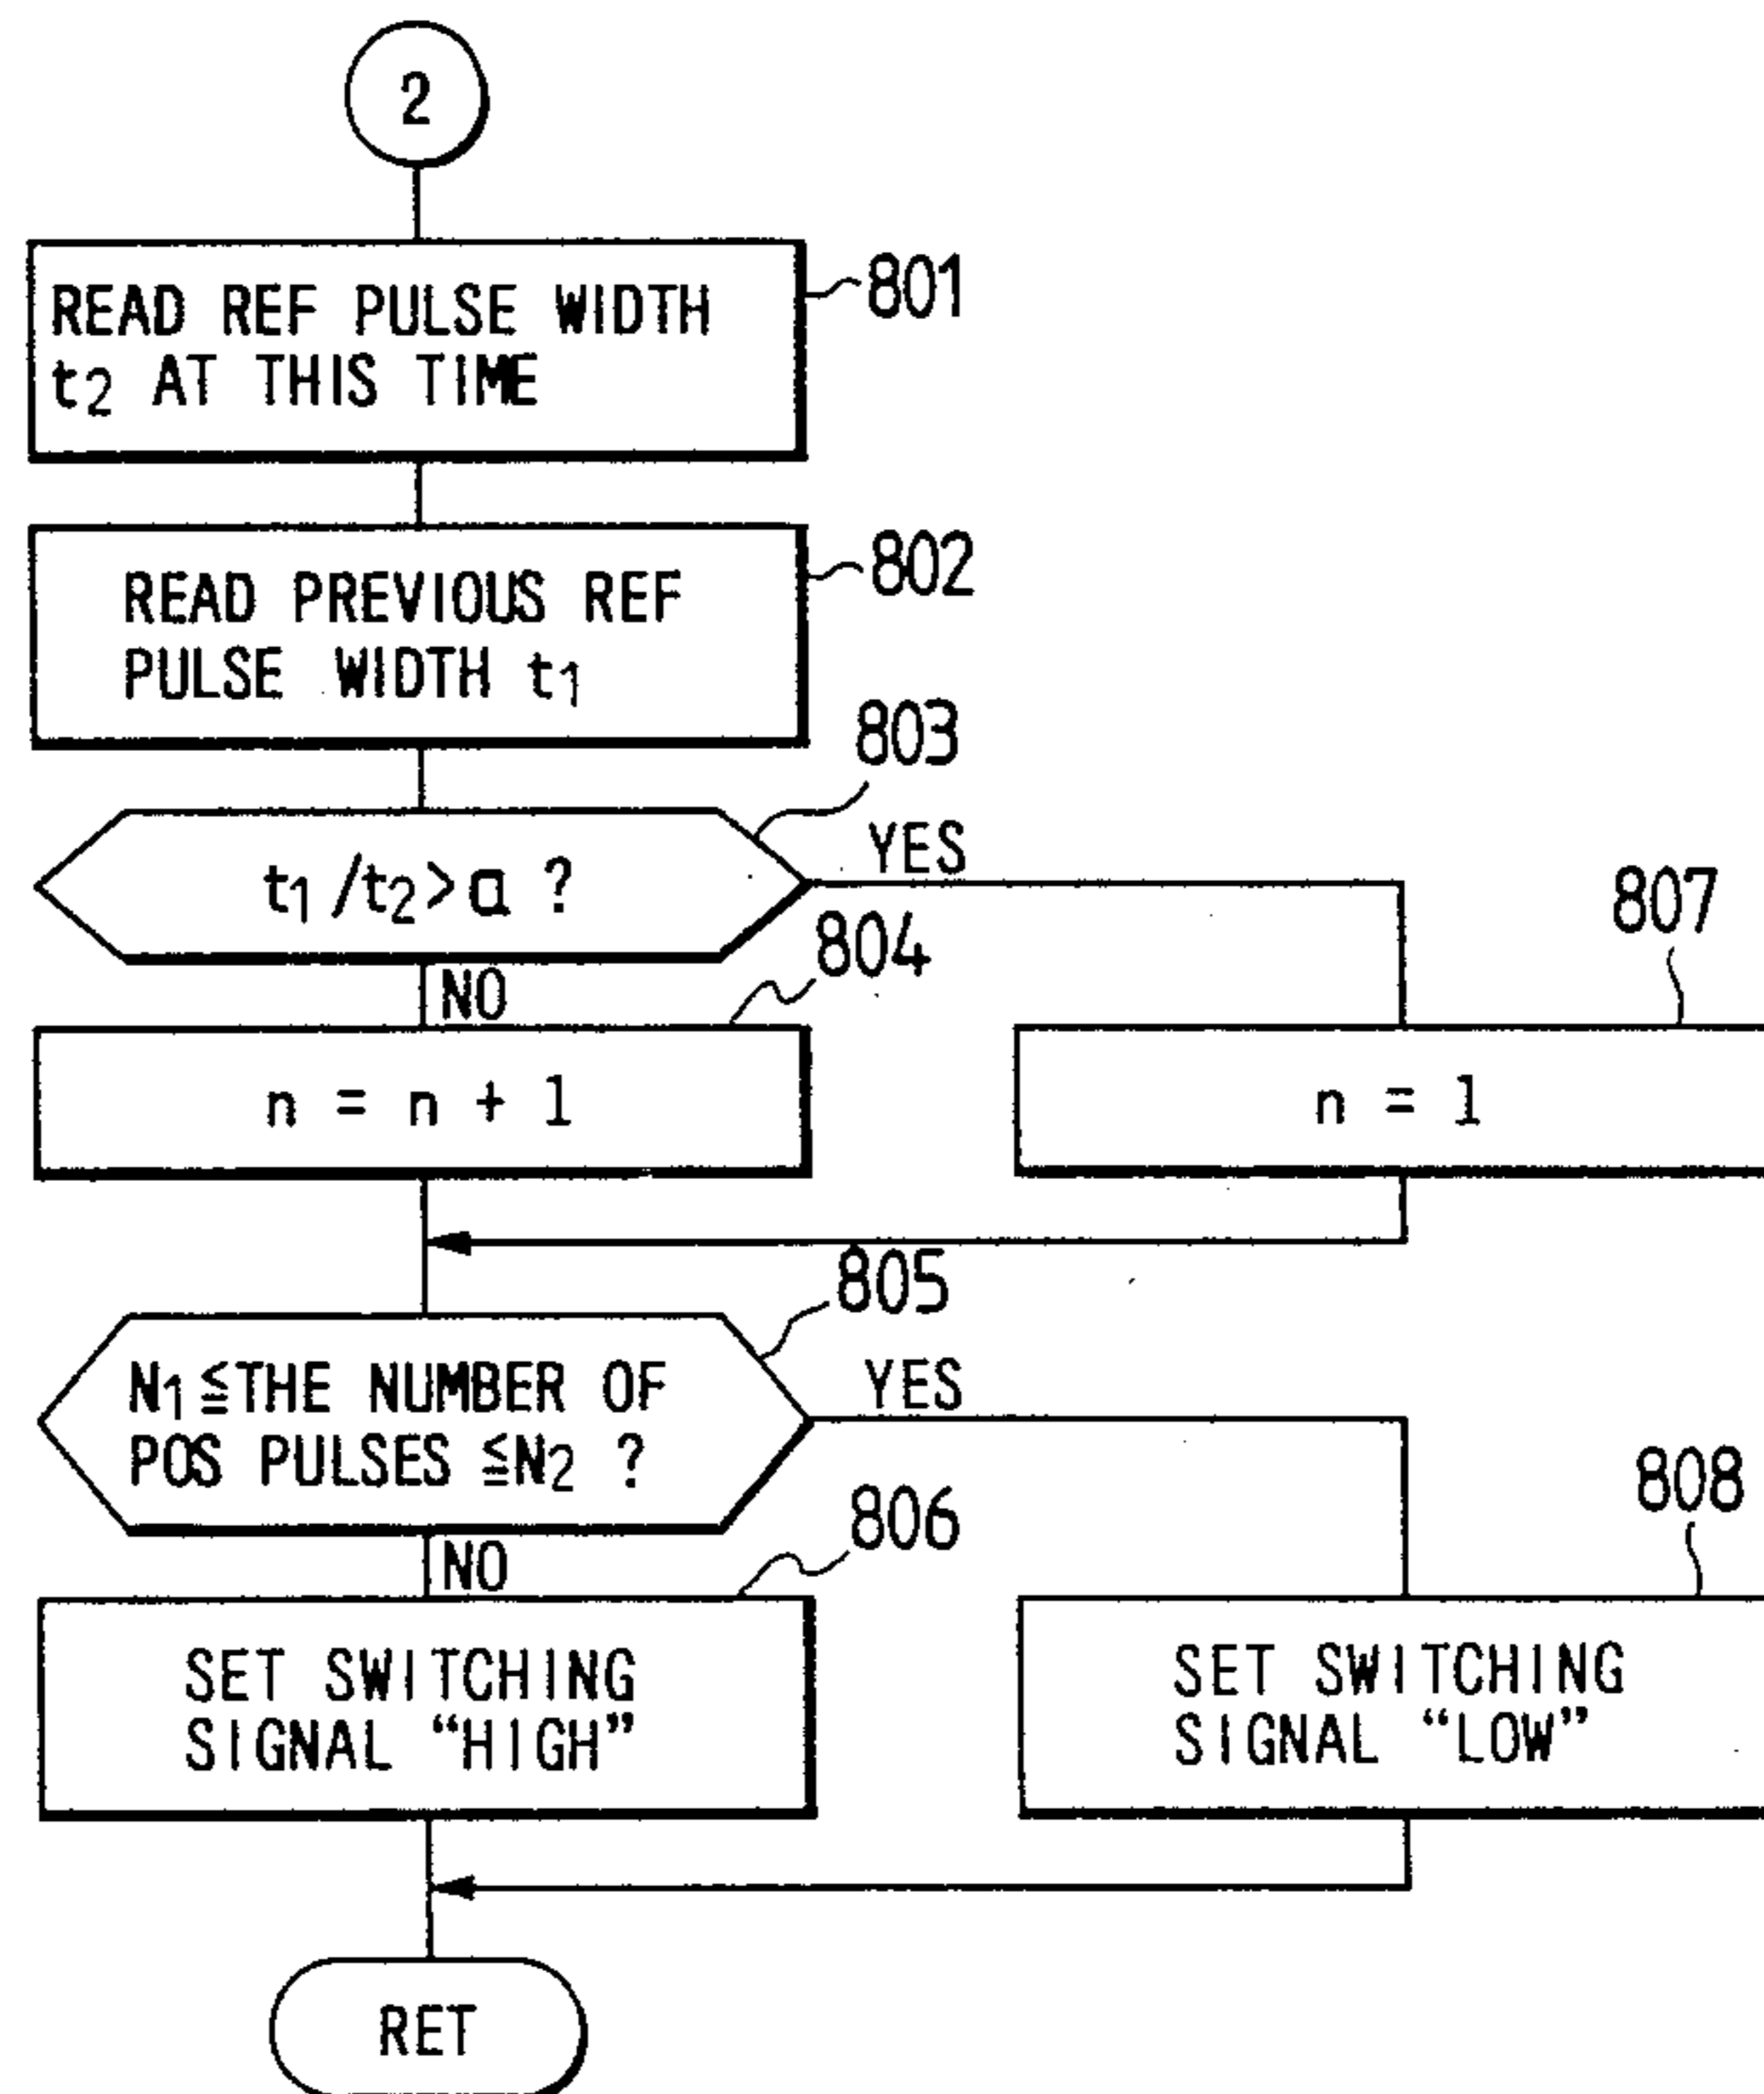 2
READ REF PULSE WIDTH
t2 AT THIS TIME
801
READ PREVIOUS REF
PULSE WIDTH t1
802
803
t1/t2>a ?
YES
NO
804
807
n = n + 1
n = 1
805
N1≦THE NUMBER OF
POS PULSES ≦N2 ?
YES
NO
806
808
SET SWITCHING
SIGNAL “HIGH”
SET SWITCHING
SIGNAL “LOW”
RET